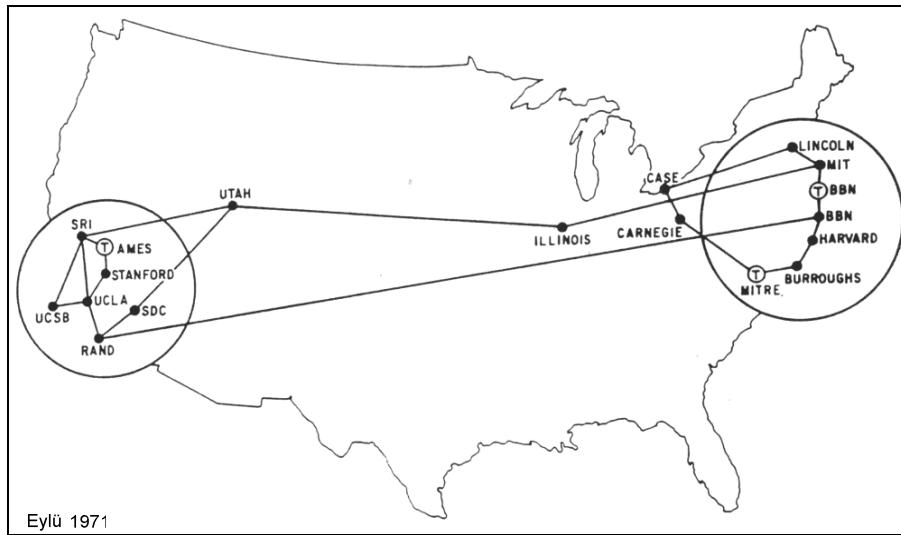 LINCOLN
MIT
T BBN
BBN
HARVARD
BURROUGHS
T
MITRE
CASE
CARNEGIE
ILLINOIS
UTAH
SRI
T AMES
STANFORD
UCLA
SDC
UCSB
RAND
Eylü 1971